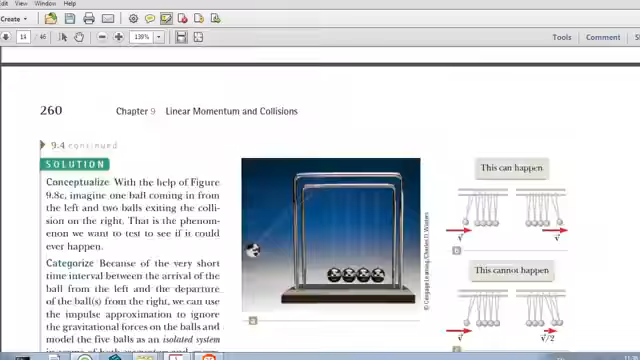 dit View Window Help
Create
14 / 46
139%
Tools
Comment
260
Chapter 9 Linear Momentum and Collisions
9.4 continued
SOLUTION
Conceptualize With the help of Figure
9.8c, imagine one ball coming in from
the left and two balls exiting the colli-
sion on the right. That is the phenom-
enon we want to test to see if it could
ever happen.
Categorize Because of the very short
time interval between the arrival of the
ball from the left and the departure
of the ball(s) from the right, we can use
the impulse approximation to ignore
the gravitational forces on the balls and
model the five balls as an isolated system
a
© Cengage Learning/Charles D. Winters
This can happen.
v
v
b
This cannot happen.
v
v/2